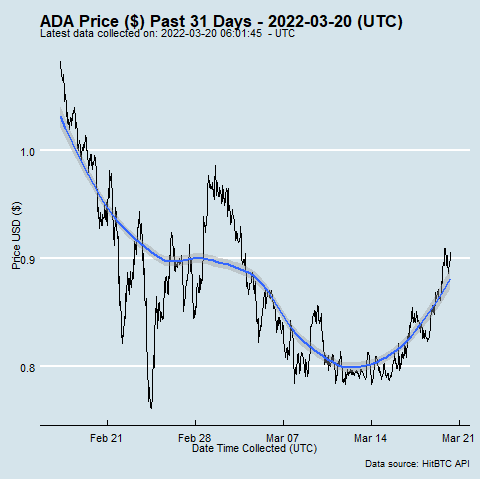 ADA Price ($) Past 31 Days - 2022-03-20 (UTC)
Latest data collected on: 2022-03-20 06:01:45 - UTC
Price USD ($)
1.0
0.9
0.8
Feb 21 Feb 28 Mar 07 Mar 14 Mar 21
Date Time Collected (UTC)
Data source: HitBTC API